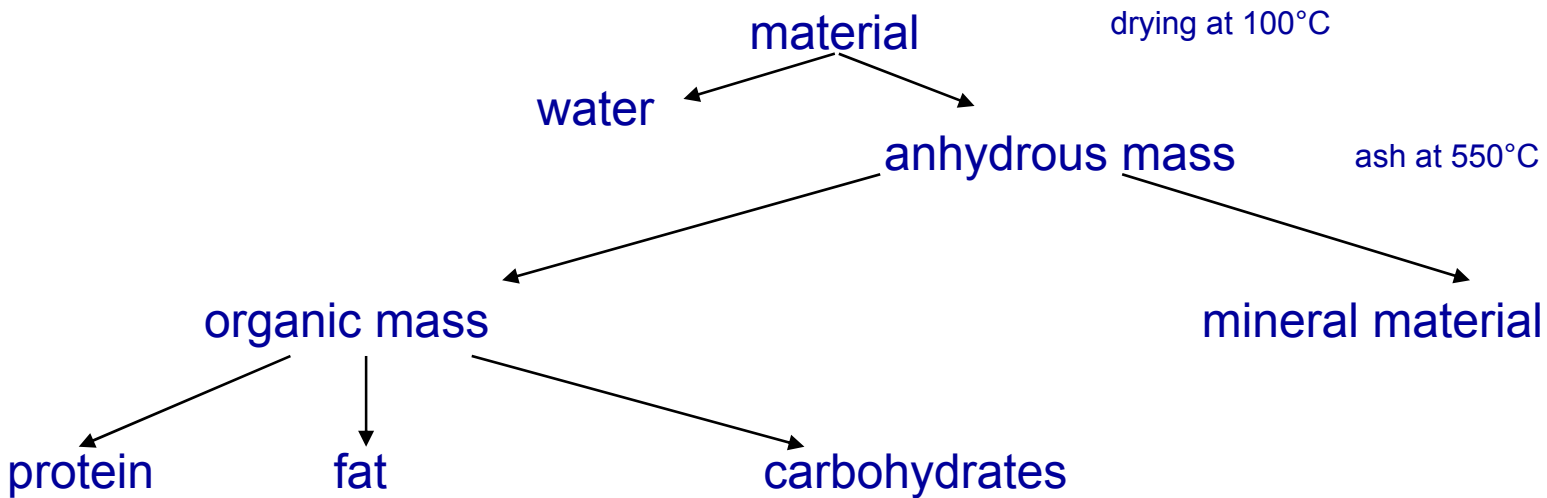 material
drying at 100°C
water
anhydrous mass
ash at 550°C
organic mass
mineral material
protein
fat
carbohydrates